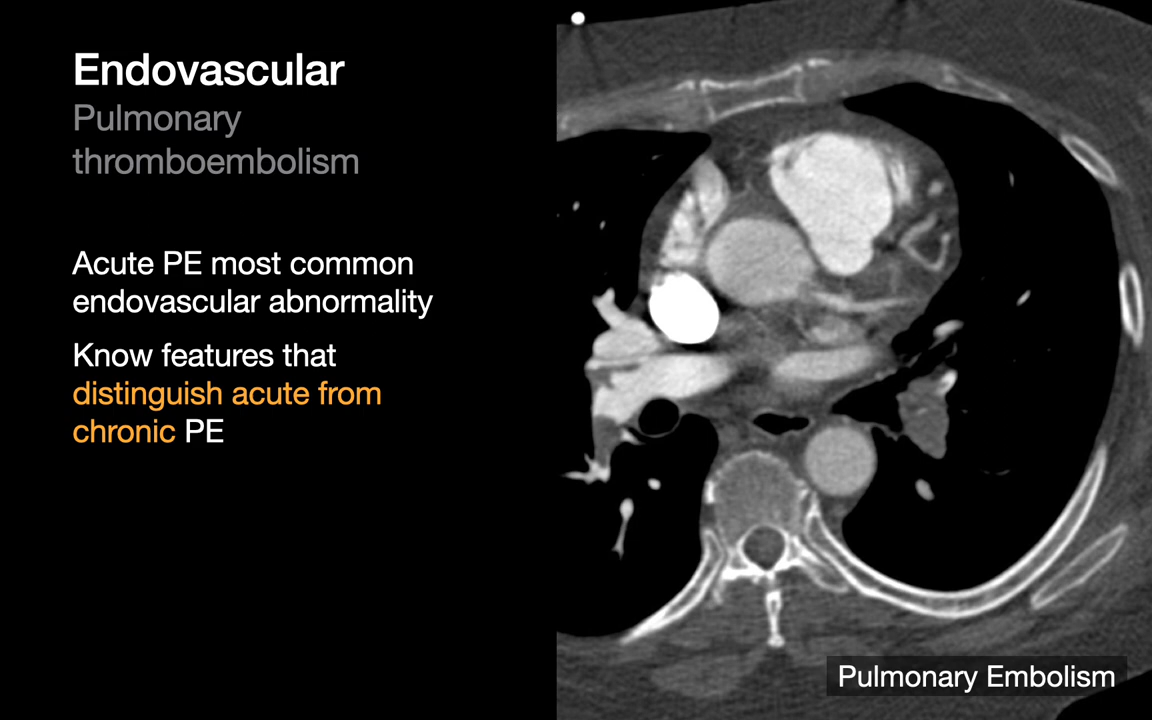 Endovascular
Pulmonary
thromboembolism
Acute PE most common
endovascular abnormality
Know features that
distinguish acute from
chronic PE
Pulmonary Embolism